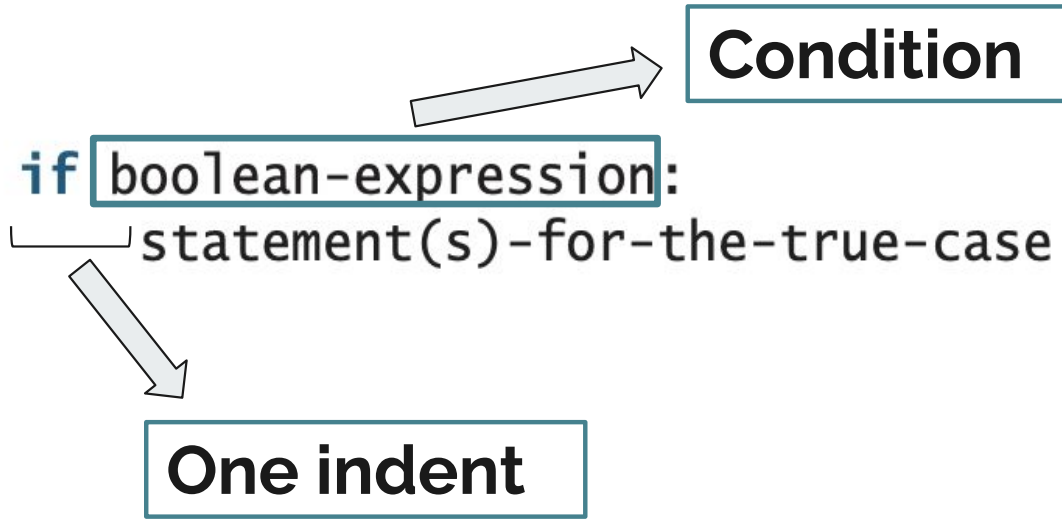 Condition
if boolean-expression:
statement(s)-for-the-true-case
One indent